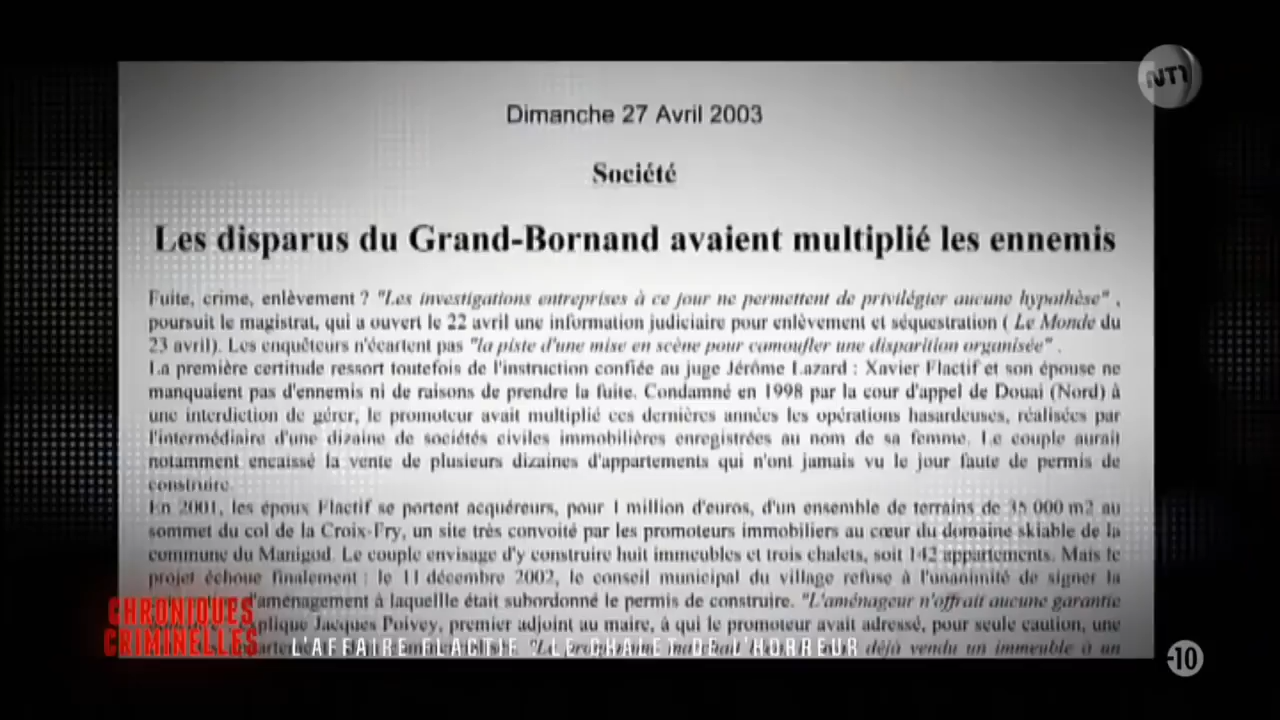 NT1
Dimanche 27 Avril 2003
Société
Les disparus du Grand-Bornand avaient multiplié les ennemis
Fuite, crime, enlèvement ? "Les investigations entreprises à ce jour ne permettent de privilégier aucune hypothèse" ,
poursuit le magistrat, qui a ouvert le 22 avril une information judiciaire pour enlèvement et séquestration ( Le Monde du
23 avril). Les enquêteurs n'écartent pas "la piste d'une mise en scène pour camoufler une disparition organisée" .
La première certitude ressort toutefois de l'instruction confiée au juge Jérôme Lazard : Xavier Flactif et son épouse ne
manquaient pas d'ennemis ni de raisons de prendre la fuite. Condamné en 1998 par la cour d'appel de Douai (Nord) à
une interdiction de gérer, le promoteur avait multiplié ces dernières années les opérations hasardeuses, réalisées par
l'intermédiaire d'une dizaine de sociétés civiles immobilières enregistrées au nom de sa femme. Le couple aurait
notamment encaissé la vente de plusieurs dizaines d'appartements qui n'ont jamais vu le jour faute de permis de
construire.
En 2001, les époux Flactif se portent acquéreurs, pour 1 million d'euros, d'un ensemble de terrains de 35 000 m2 au
sommet du col de la Croix-Fry, un site très convoité par les promoteurs immobiliers au cœur du domaine skiable de la
commune du Manigod. Le couple envisage d'y construire huit immeubles et trois chalets, soit 142 appartements. Mais le
projet échoue finalement : le 11 décembre 2002, le conseil municipal du village refuse à l'unanimité de signer la
d'aménagement à laquellle était subordonné le permis de construire. "L'aménageur n'offrait aucune garantie
plique Jacques Poivey, premier adjoint au maire, à qui le promoteur avait adressé, pour seule caution, une
déjà vendu un immeuble à un
CHRONIQUES
CRIMINELLES
L'AFFAIRE FLACTIF : LE CHALET DE L'HORREUR
-10